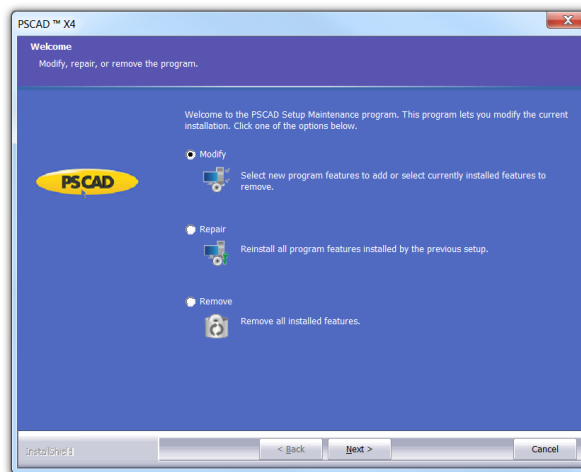 PSCAD ™ X4
Welcome
Modify, repair, or remove the program.
Welcome to the PSCAD Setup Maintenance program. This program lets you modify the current
installation. Click one of the options below.
Modify
Select new program features to add or select currently installed features to
remove.
PSCAD
Repair
Reinstall all program features installed by the previous setup.
Remove
Remove all installed features.
InstallShield
< Back
Next >
Cancel